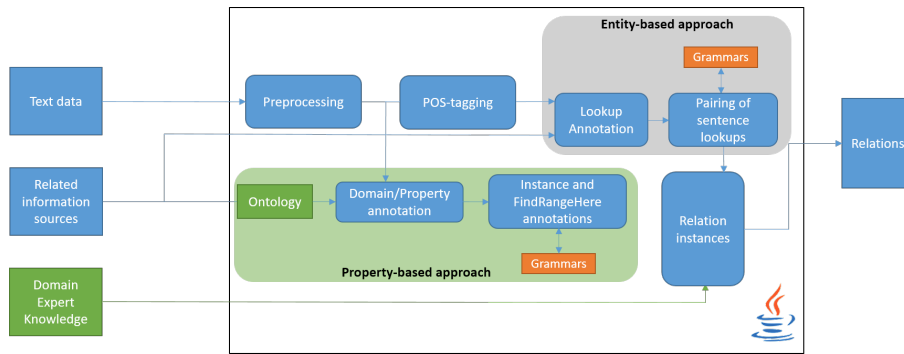 Entity-based approach
Grammars
Text data
Preprocessing
POS-tagging
Lookup
Annotation
Pairing of
sentence
lookups
Relations
Related
information
sources
Ontology
Domain/Property
annotation
Instance and
FindRangeHere
annotations
Relation
instances
Grammars
Property-based approach
Domain
Expert
Knowledge